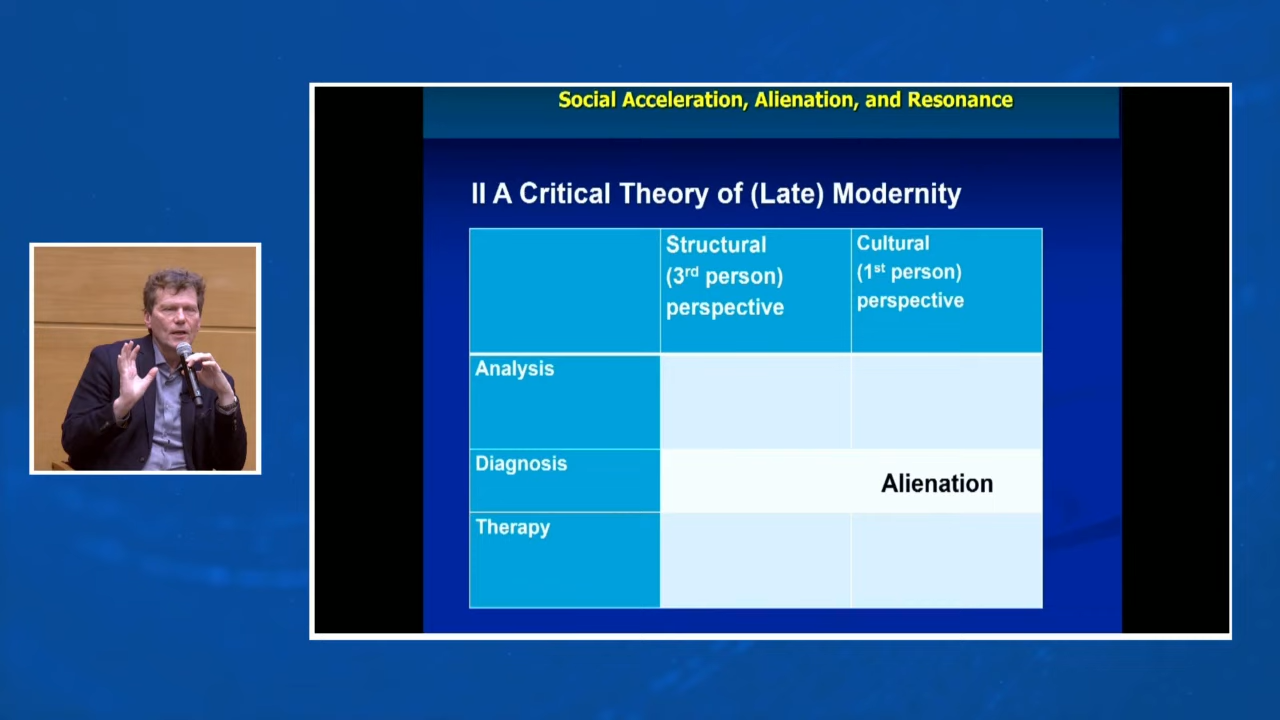 Social Acceleration, Alienation, and Resonance
II A Critical Theory of (Late) Modernity
Structural
(3rd person)
perspective
Cultural
(1st person)
perspective
Analysis
Diagnosis
Alienation
Therapy